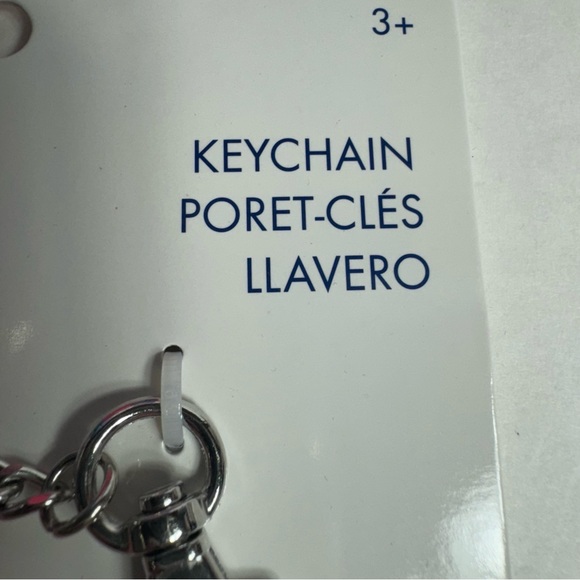 3+
KEYCHAIN
PORET-CLÉS
LLAVERO